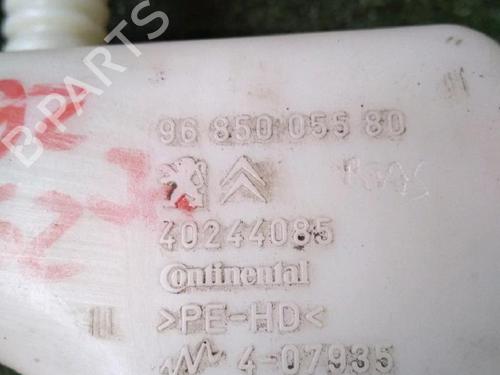 96 850 055 80
40244085
Continental
>PE-HD<
4-07935
B-PARTS